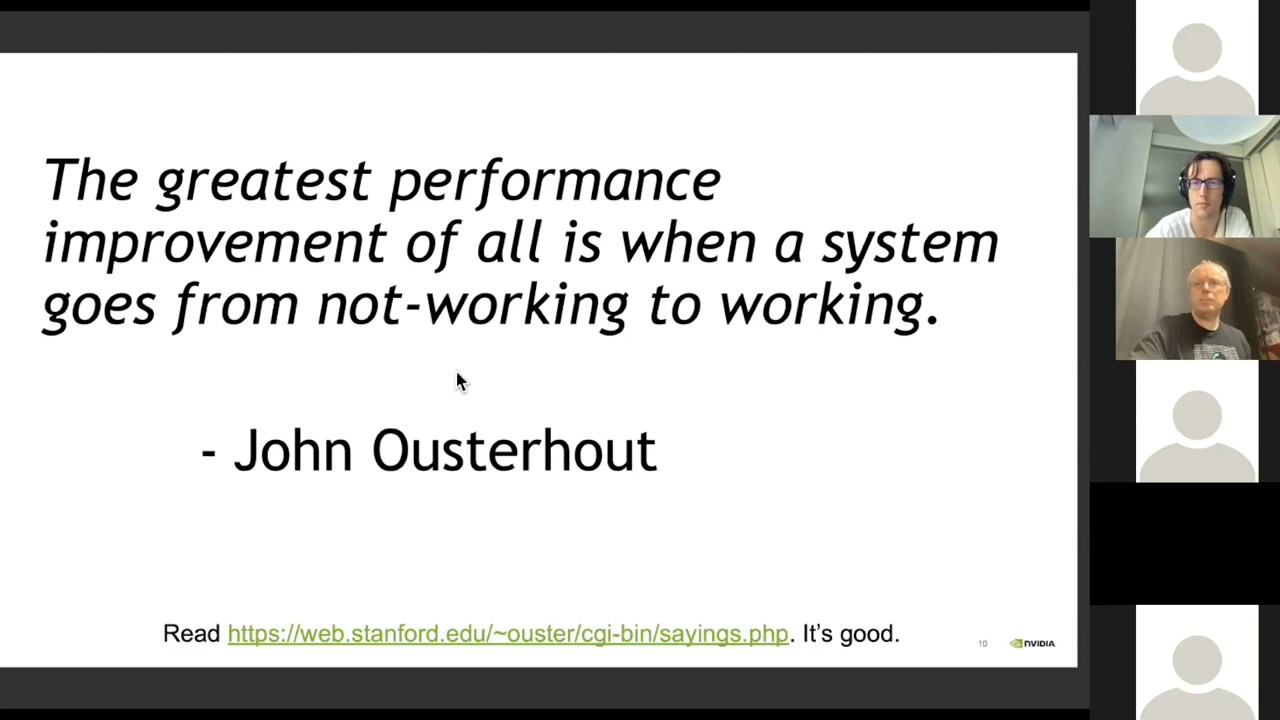 The greatest performance
improvement of all is when a system
goes from not-working to working.
- John Ousterhout
Read https://web.stanford.edu/~ouster/cgi-bin/sayings.php. It's good.
10
NVIDIA